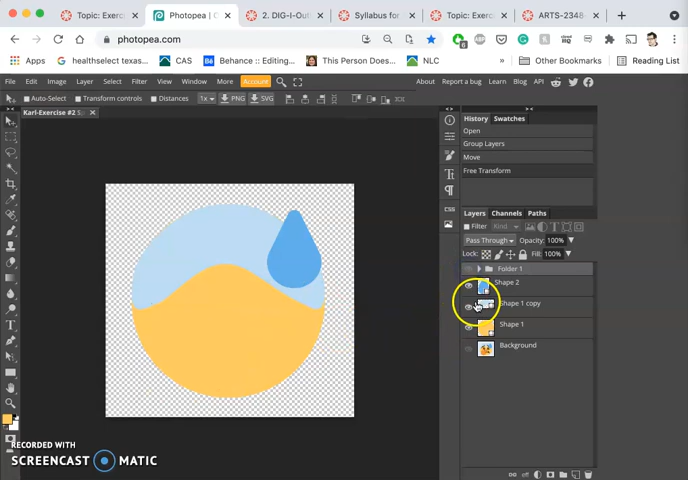 Topic: Exerc
Photopea (-)
2. DIG-I-Out
Syllabus for
Topic: Exerc
ARTS-2348-
photopea.com
Apps
healthselect texas...
CAS
Behance :: Editing...
This Person Does...
NLC
Other Bookmarks
Reading List
File Edit Image Layer Select Filter View Window More Account
About Report a bug Learn Blog API
Auto-Select Transform controls Distances 1x PNG SVG
Karl-Exercise #2 S
History Swatches
Open
Group Layers
Move
Free Transform
Layers Channels Paths
Filter Kind
Pass Through Opacity: 100%
Lock: Fill: 100%
Folder 1
Shape 2
Shape 1 copy
Shape 1
Background
CSS
RECORDED WITH
SCREENCAST MATIC